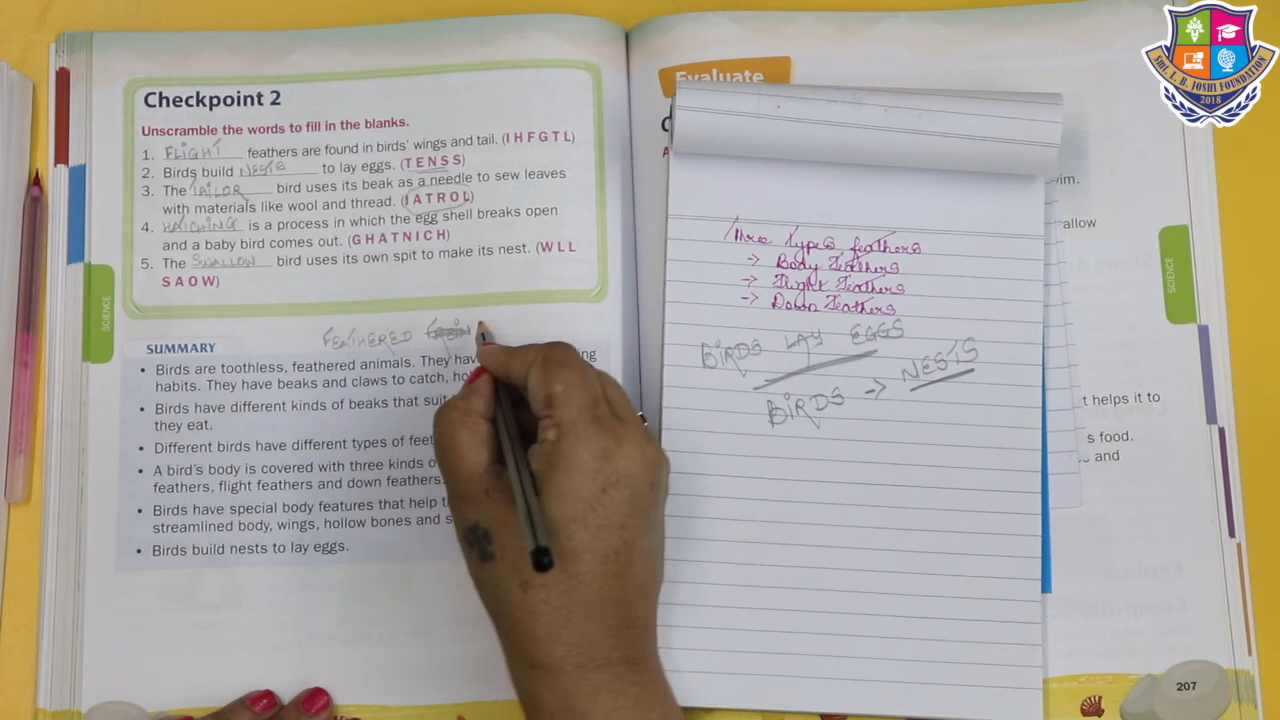 Checkpoint 2
Unscramble the words to fill in the blanks.
1. FLIGHT feathers are found in birds' wings and tail. (I H F G T L)
2. Birds build NESTS to lay eggs. (T E N S S)
3. The TAILOR bird uses its beak as a needle to sew leaves
with materials like wool and thread. (I A T R O L)
4. HATCHING is a process in which the egg shell breaks open
and a baby bird comes out. (G H A T N I C H)
5. The SWALLOW bird uses its own spit to make its nest. (W L L
S A O W)
SCIENCE
FEATHERED
SUMMARY
• Birds are toothless, feathered animals. They hav
habits. They have beaks and claws to catch, hol
• Birds have different kinds of beaks that suit
they eat.
• Different birds have different types of feet
• A bird's body is covered with three kinds o
feathers, flight feathers and down feathers.
• Birds have special body features that help t
streamlined body, wings, hollow bones and s
• Birds build nests to lay eggs.
Evaluate
Three types feathers
→ Body Feathers
→ Flight Feathers
→ Down Feathers
BIRDS LAY EGGS
BIRDS → NESTS
allow
SCIENCE
t helps it to
s food.
and
207
SMT. L. B. JOSHI FOUNDATION
2018